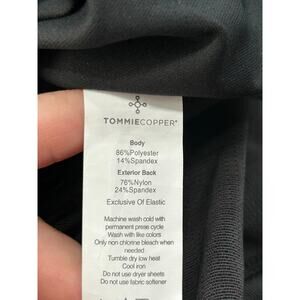 TOMMIECOPPER®
Body
86%Polyester
14%Spandex
Exterior Back
76%Nylon
24%Spandex
Exclusive Of Elastic
Machine wash cold with
permanent press cycle
Wash with like colors
Only non chlorine bleach when
needed
Tumble dry low heat
Cool iron
Do not use dryer sheets
Do not use fabric softener